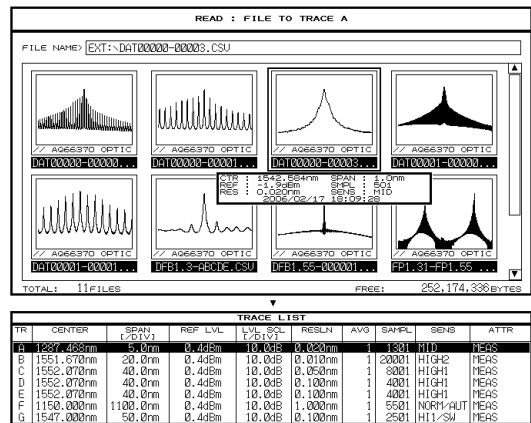 READ : FILE TO TRACE A
FILE NAME> EXT:\DAT00000-00003.CSV
// AQ66370 OPTIC // AQ66370 OPTIC // AQ66370 OPTIC // AQ66370 OPTIC
DAT00000-00000... DAT00000-00001... DAT00000-00003... DAT00001-00000...
CTR : 1542.584nm SPAN : 1.0nm
REF : -1.9dBm SMPL : 501
RES : 0.020nm SENS : MID
2006/02/17 18:09:28
// AQ66370 OPTIC // AQ66370 OPTIC // AQ66370 OPTIC // AQ66370 OPTIC
DAT00001-00001... DFB1.3-ABCDE.CSV DFB1.55-000001... FP1.31-FP1.55 ...
TOTAL: 11FILES FREE: 252,174,336BYTES
TRACE LIST
TR CENTER SPAN [/DIV] REF LVL LVL SCL [/DIV] RESLN AVG SAMPL SENS ATTR
A 1287.468nm 5.0nm 0.4dBm 10.0dB 0.020nm 1 1301 MID MEAS
B 1551.670nm 20.0nm 0.4dBm 10.0dB 0.010nm 1 20001 HIGH2 MEAS
C 1552.070nm 40.0nm 0.4dBm 10.0dB 0.050nm 1 8001 HIGH1 MEAS
D 1552.070nm 40.0nm 0.4dBm 10.0dB 0.100nm 1 4001 HIGH1 MEAS
E 1552.070nm 40.0nm 0.4dBm 10.0dB 0.100nm 1 4001 HIGH1 MEAS
F 1150.000nm 1100.0nm 0.4dBm 10.0dB 1.000nm 1 5501 NORM/AUT MEAS
G 1547.000nm 50.0nm 0.4dBm 10.0dB 0.100nm 1 2501 HI1/SW MEAS